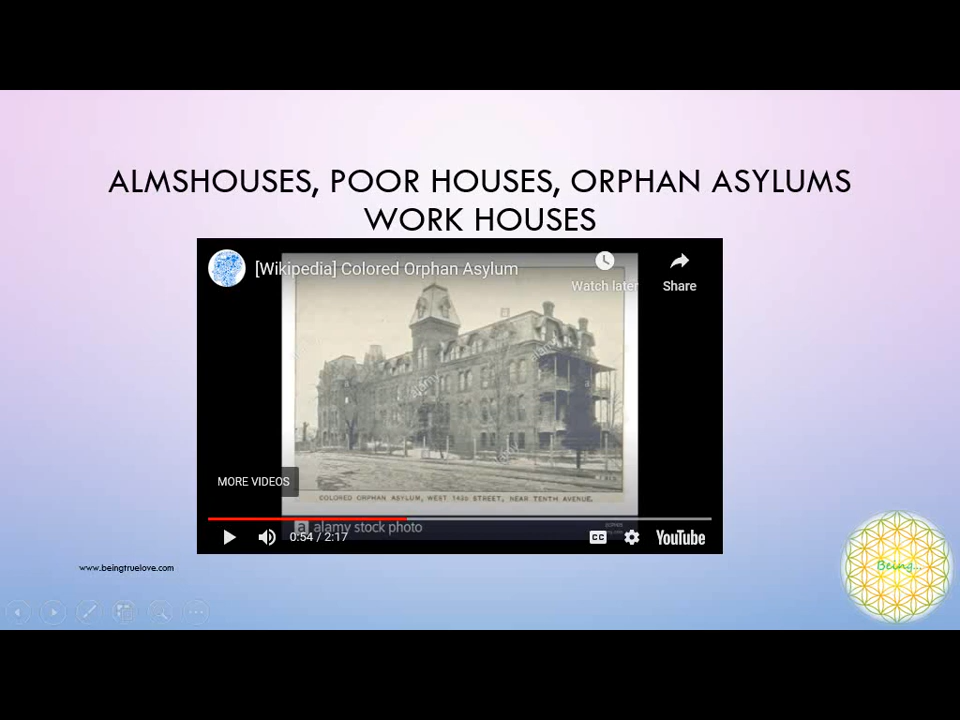 ALMSHOUSES, POOR HOUSES, ORPHAN ASYLUMS
WORK HOUSES
[Wikipedia] Colored Orphan Asylum
Watch later
Share
alamy
alamy
MORE VIDEOS
COLORED ORPHAN ASYLUM, WEST 143D STREET, NEAR TENTH AVENUE.
a alamy stock photo
0:54 / 2:17
CC
YouTube
www.beingtruelove.com
Being...